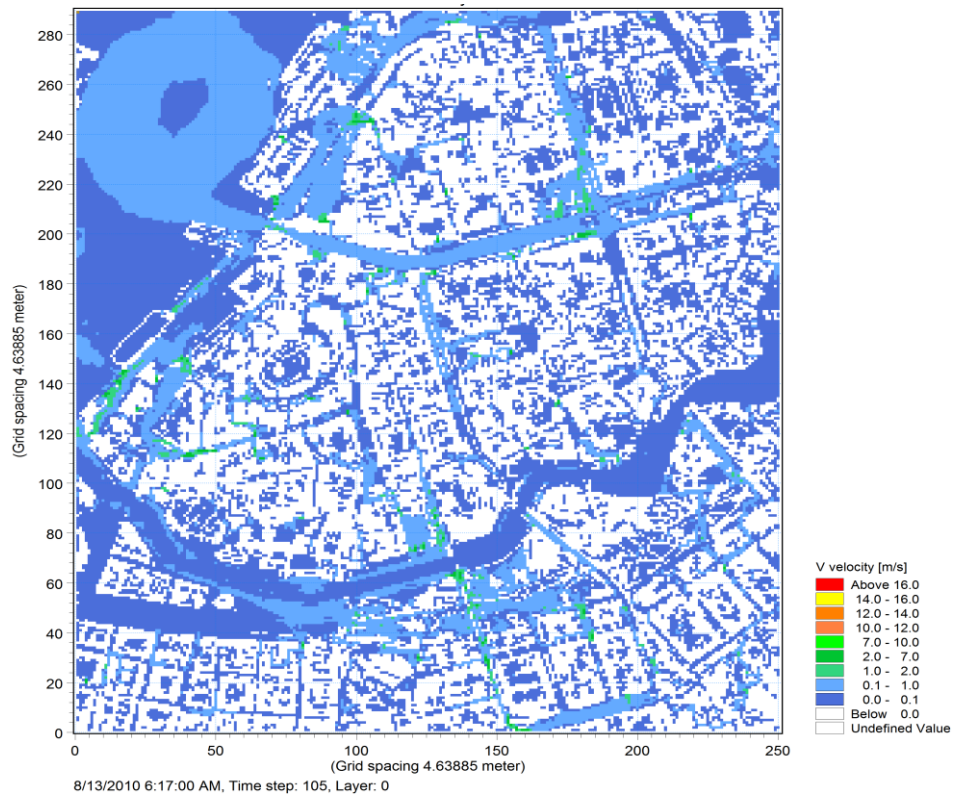 280
260
240
220
200
180
160
140
120
100
80
60
40
20
0
(Grid spacing 4.63885 meter)
0 50 100 150 200 250
(Grid spacing 4.63885 meter)
8/13/2010 6:17:00 AM, Time step: 105, Layer: 0
V velocity [m/s]
Above 16.0
14.0 - 16.0
12.0 - 14.0
10.0 - 12.0
7.0 - 10.0
2.0 - 7.0
1.0 - 2.0
0.1 - 1.0
0.0 - 0.1
Below 0.0
Undefined Value